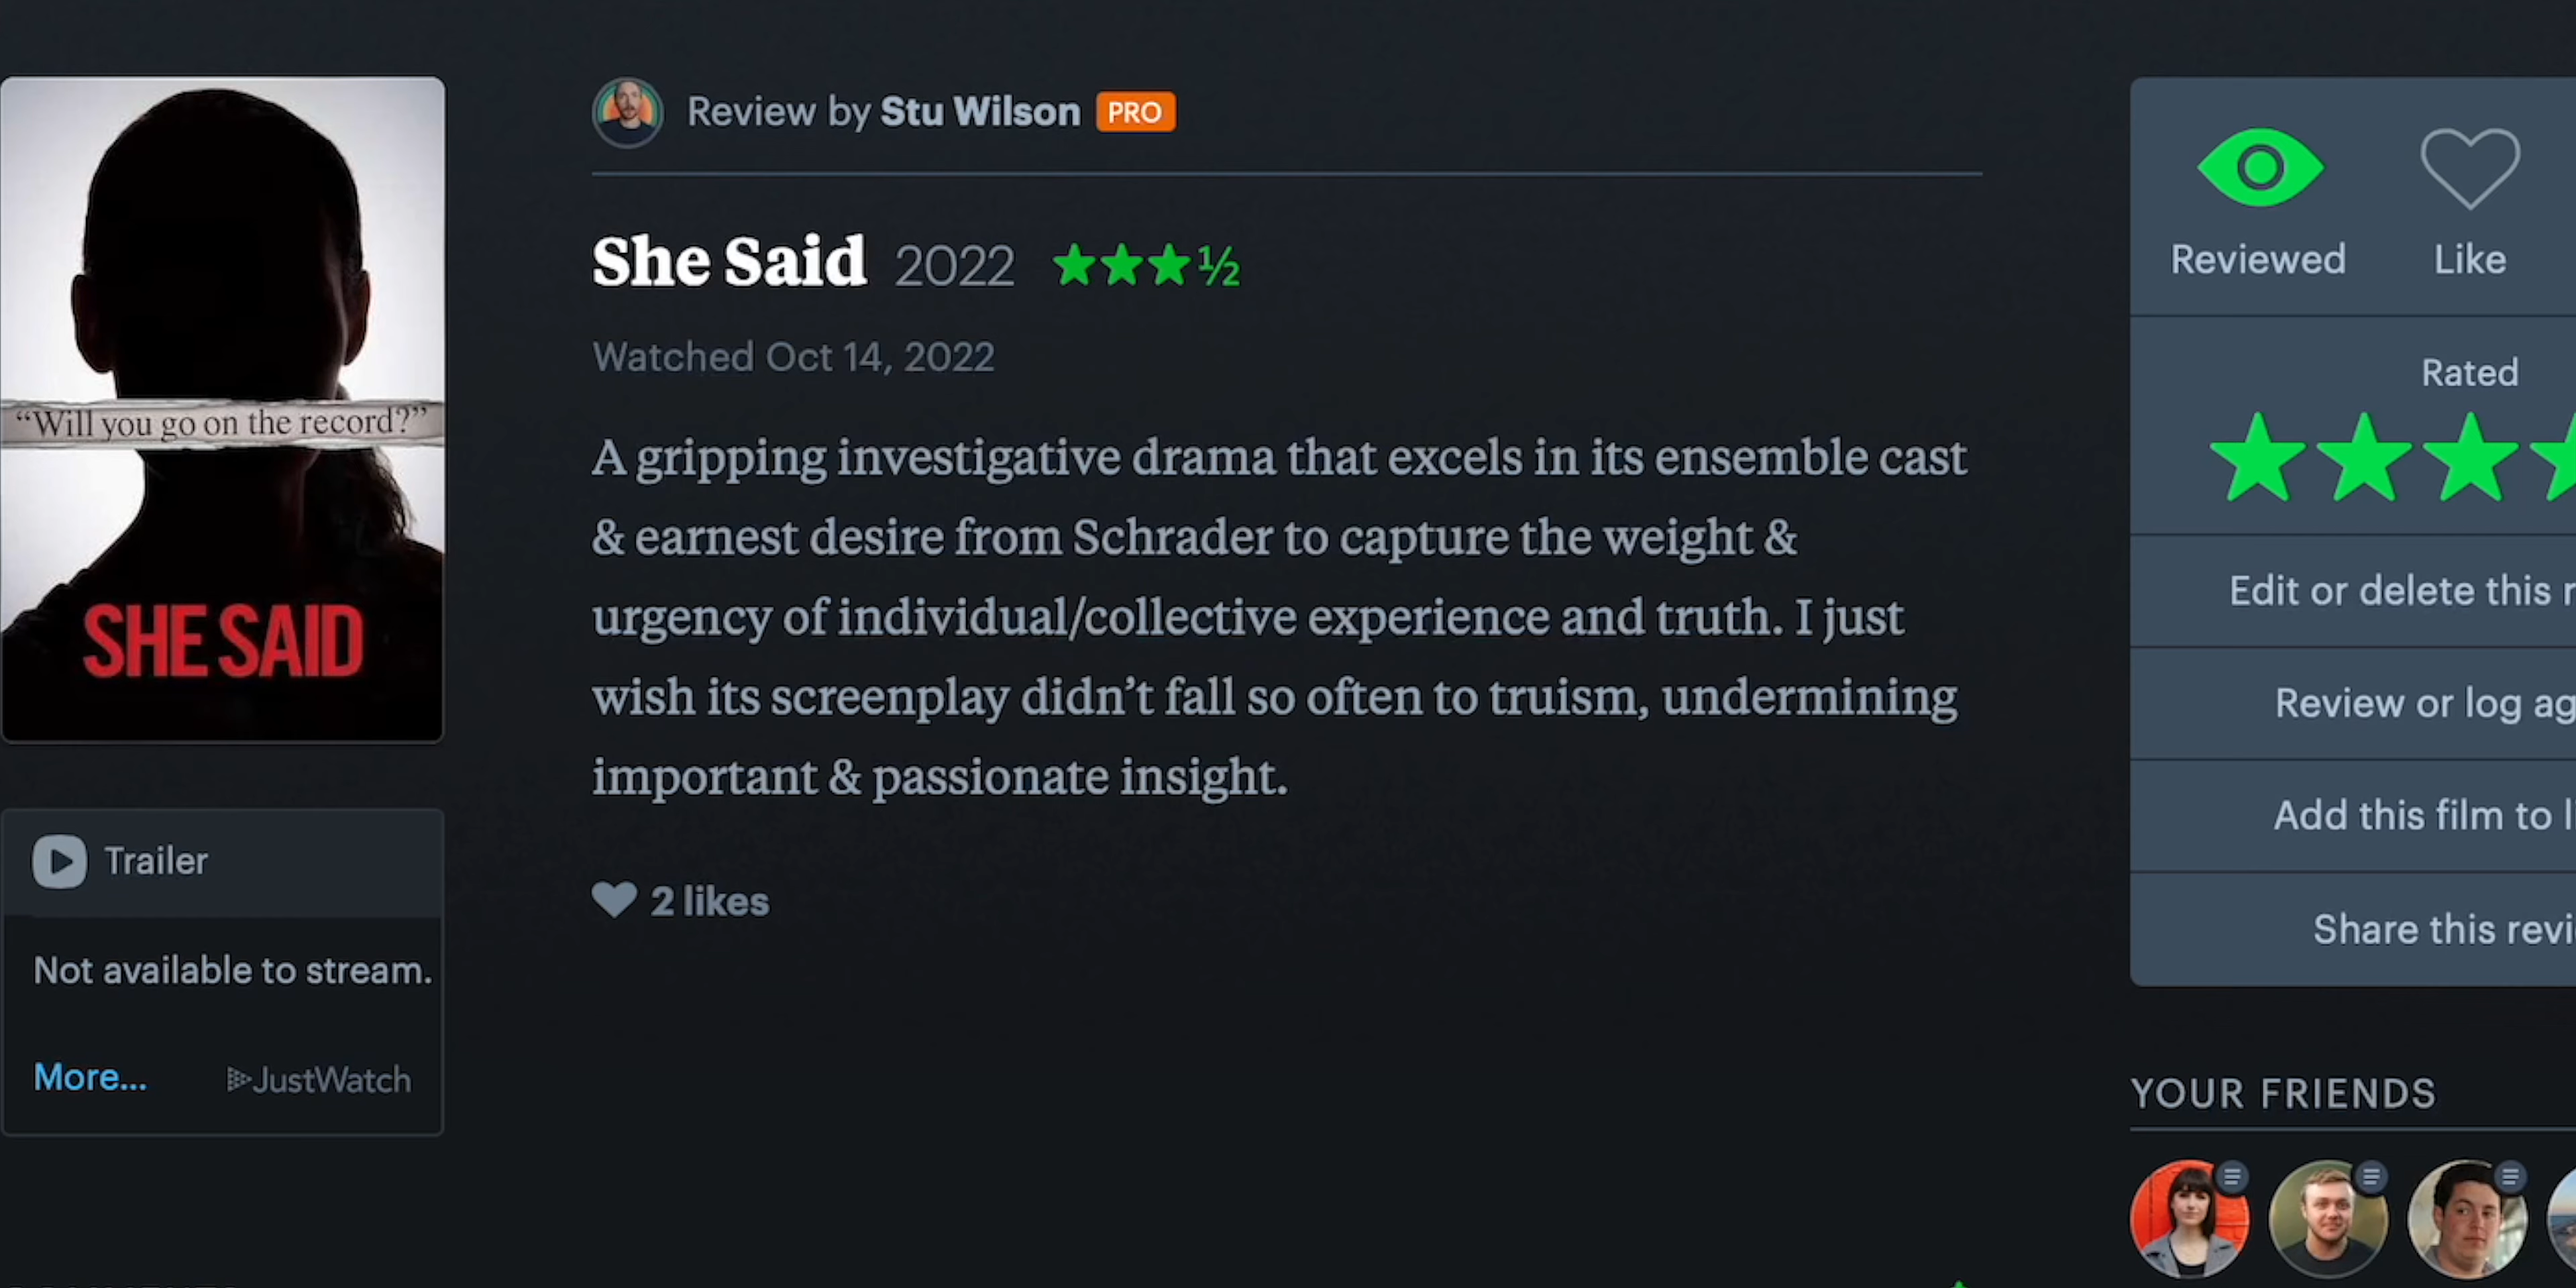 Review by Stu Wilson PRO
She Said 2022 ★★★½
Watched Oct 14, 2022
A gripping investigative drama that excels in its ensemble cast
& earnest desire from Schrader to capture the weight &
urgency of individual/collective experience and truth. I just
wish its screenplay didn’t fall so often to truism, undermining
important & passionate insight.
2 likes
“Will you go on the record?”
SHE SAID
Trailer
Not available to stream.
More...
JustWatch
Reviewed
Like
Rated
Edit or delete this
Review or log
Add this film to
Share this
YOUR FRIENDS